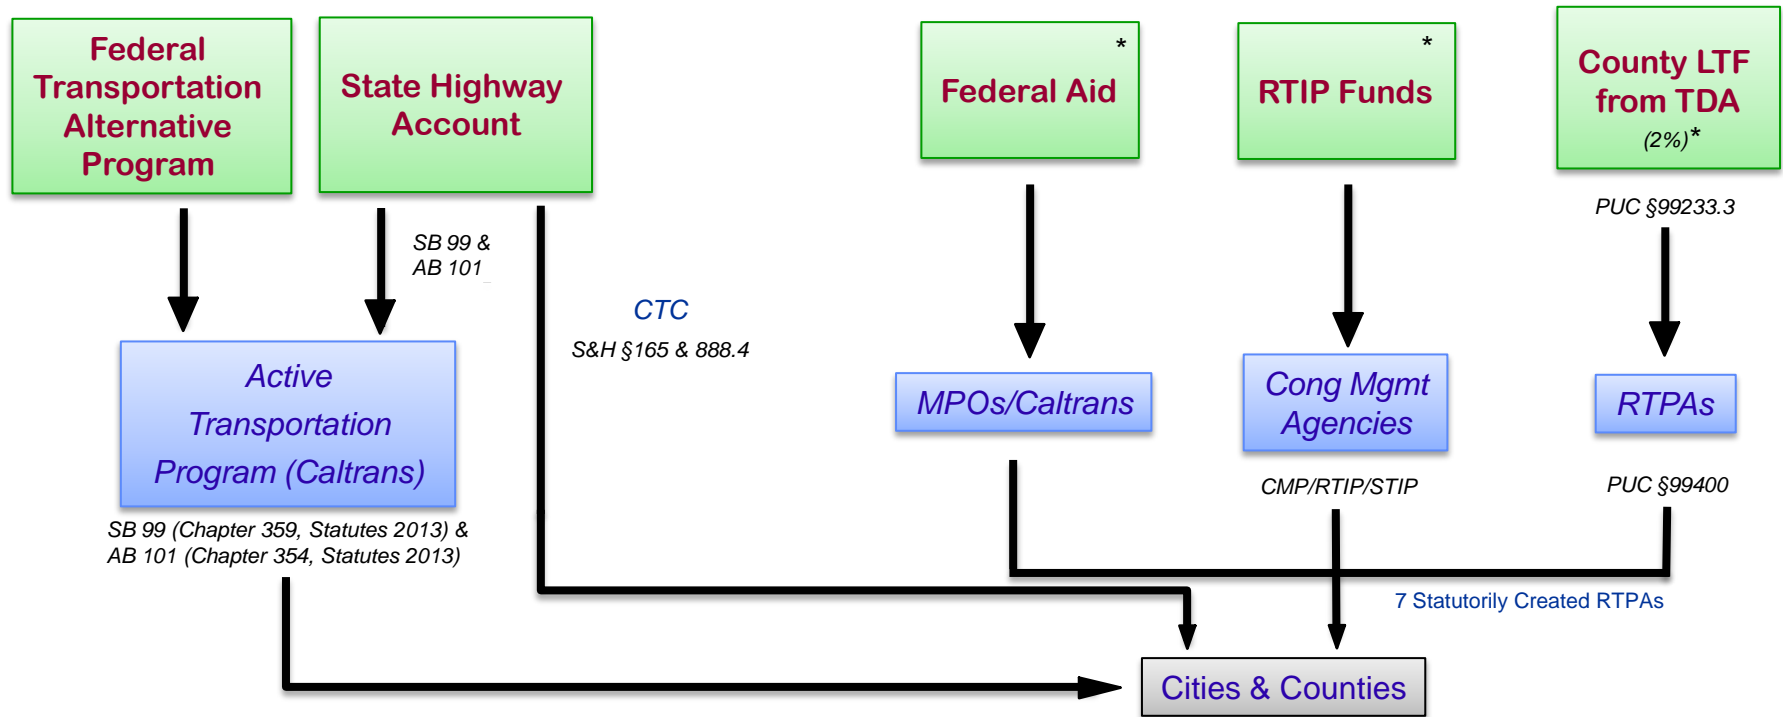 Federal
Transportation
Alternative
Program
State Highway
Account
*
Federal Aid
*
RTIP Funds
County LTF
from TDA
(2%)*
PUC §99233.3
SB 99 &
AB 101
CTC
S&H §165 & 888.4
Active
Transportation
Program (Caltrans)
MPOs/Caltrans
Cong Mgmt
Agencies
RTPAs
CMP/RTIP/STIP
PUC §99400
SB 99 (Chapter 359, Statutes 2013) &
AB 101 (Chapter 354, Statutes 2013)
7 Statutorily Created RTPAs
Cities & Counties